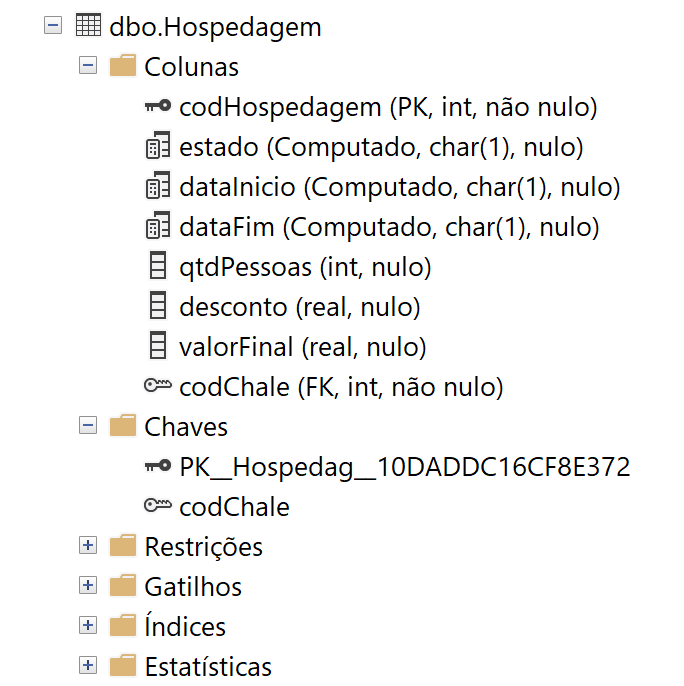 dbo.Hospedagem
Colunas
codHospedagem (PK, int, não nulo)
estado (Computado, char(1), nulo)
dataInicio (Computado, char(1), nulo)
dataFim (Computado, char(1), nulo)
qtdPessoas (int, nulo)
desconto (real, nulo)
valorFinal (real, nulo)
codChale (FK, int, não nulo)
Chaves
PK__Hospedag__10DADDC16CF8E372
codChale
Restrições
Gatilhos
Índices
Estatísticas